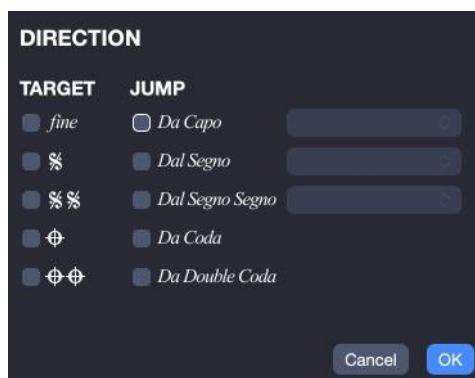 DIRECTION
TARGET JUMP
fine Da Capo
Dal Segno
Dal Segno Segno
Da Coda
Da Double Coda
Cancel OK